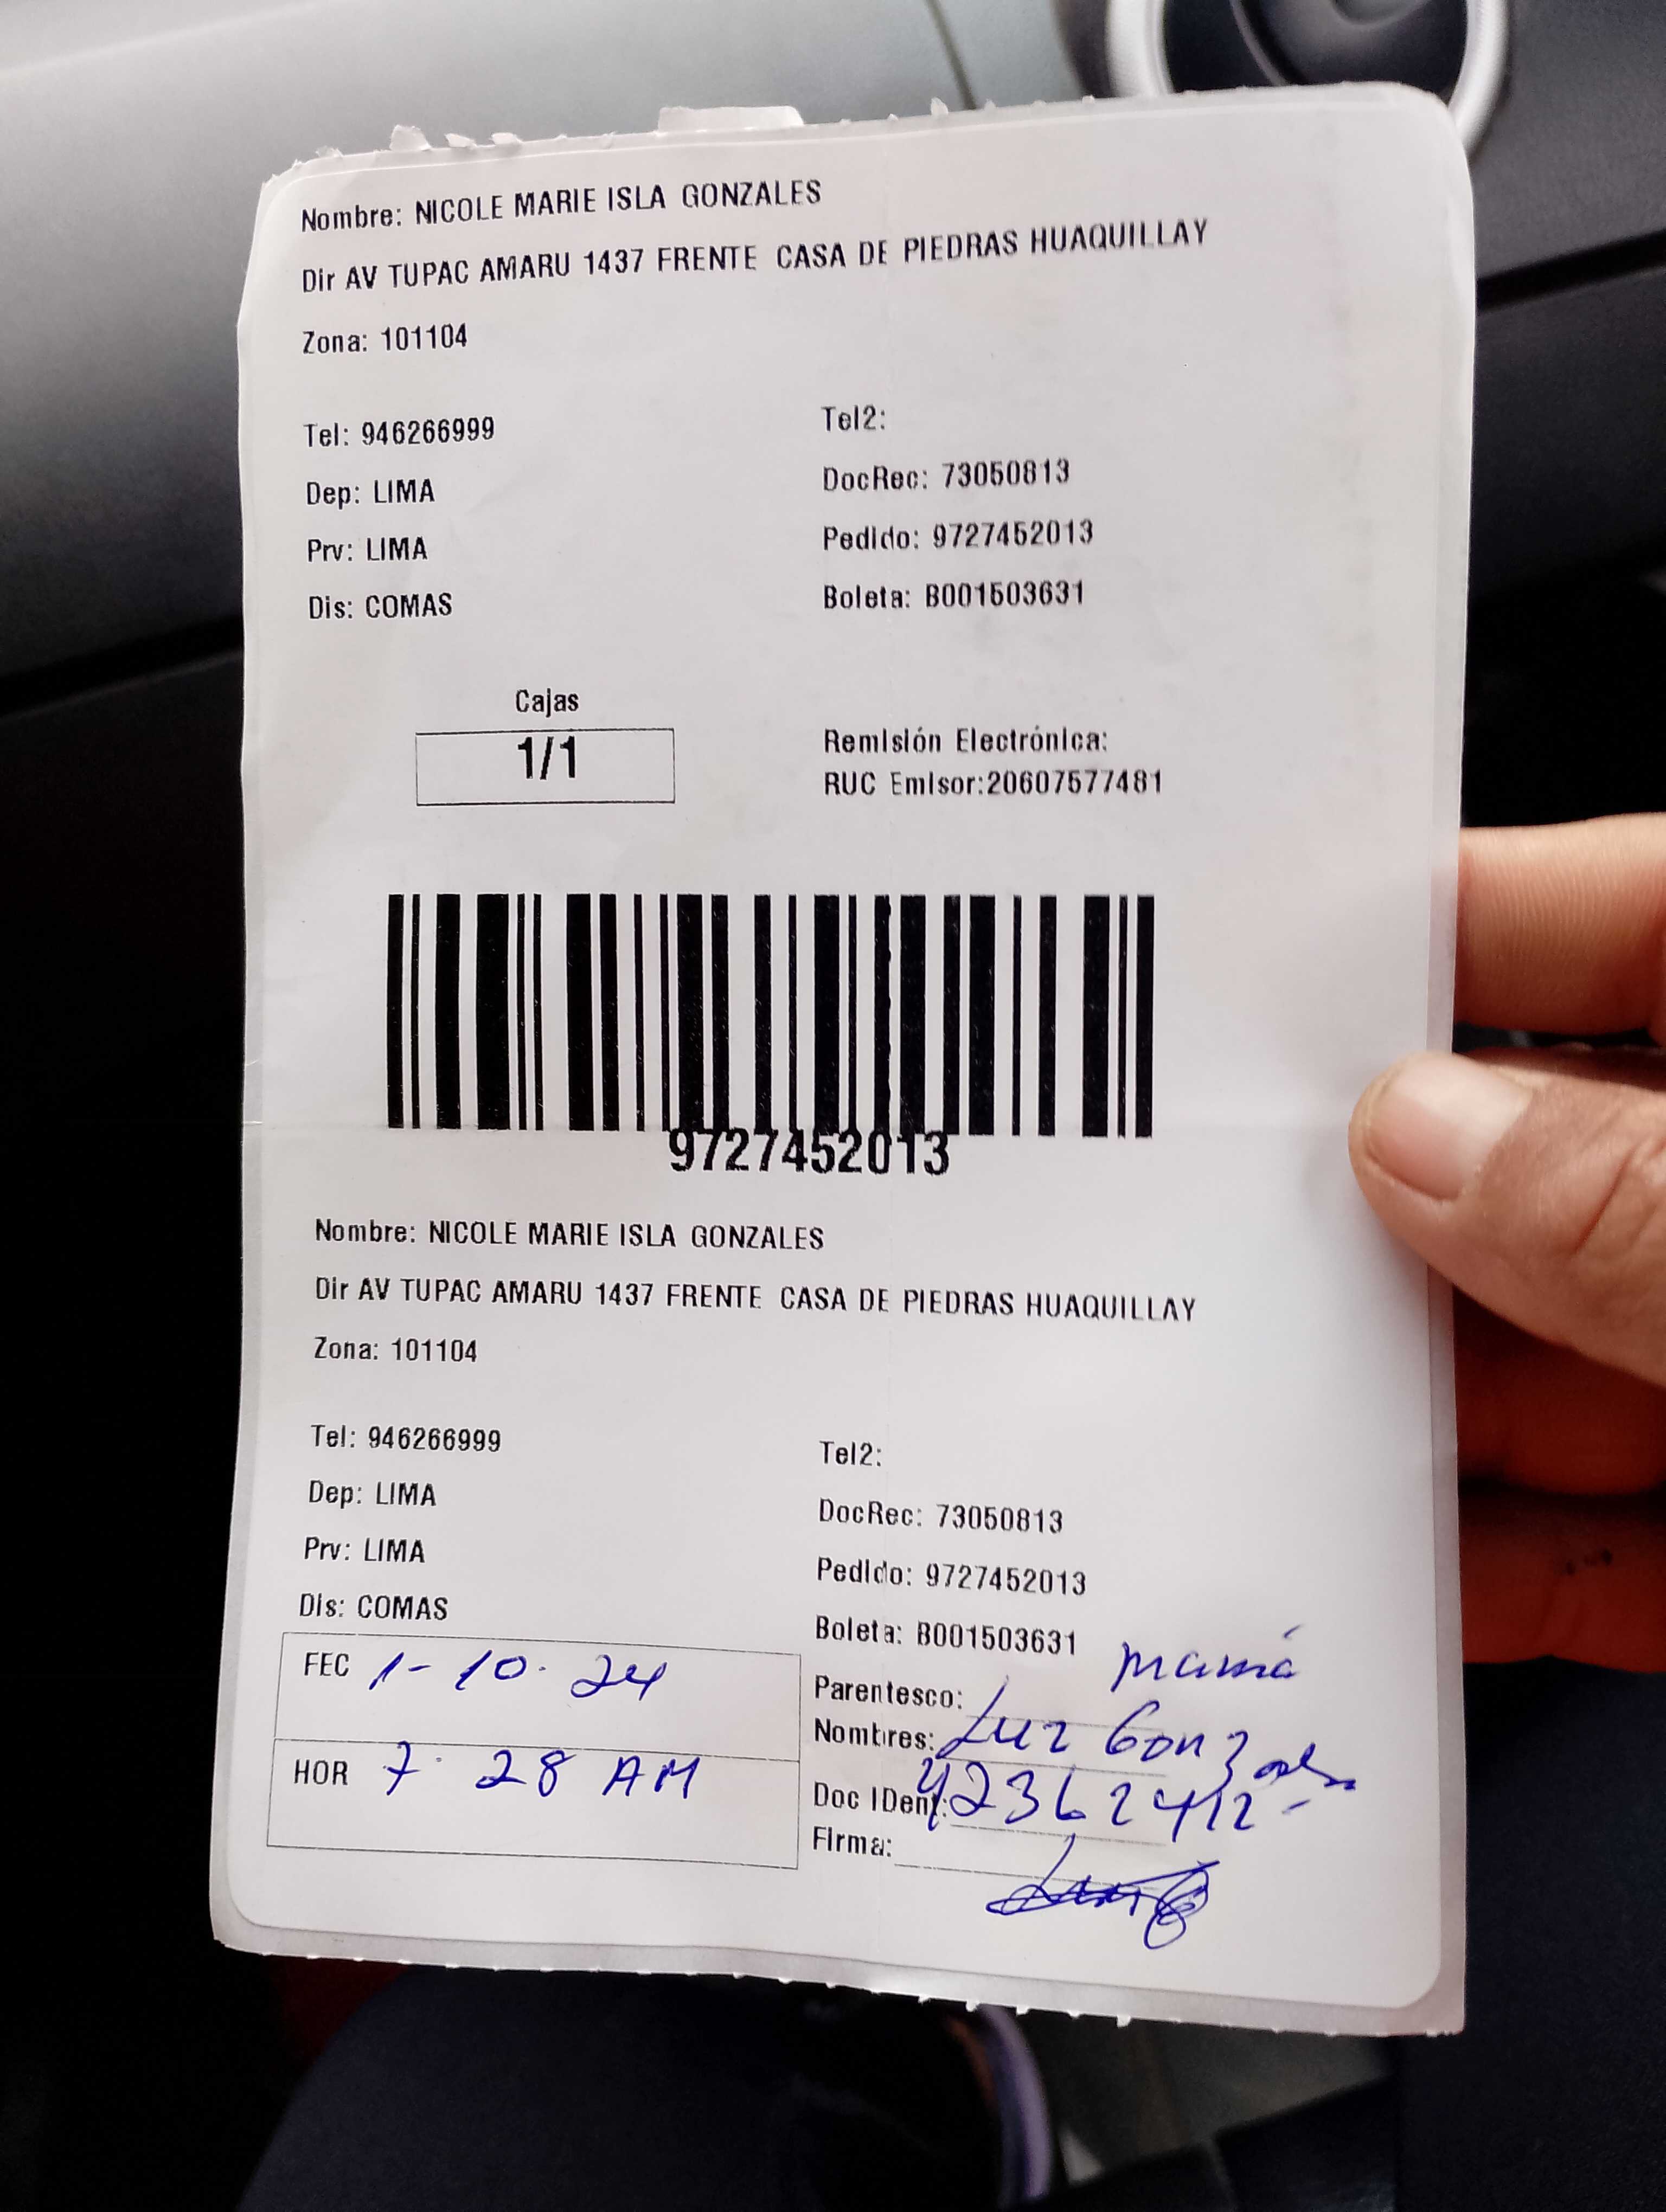 Nombre: NICOLE MARIE ISLA GONZALES
Dir AV TUPAC AMARU 1437 FRENTE CASA DE PIEDRAS HUAQUILLAY
Zona: 101104
Tel: 946266999 Tel2:
Dep: LIMA DocRec: 73050813
Prv: LIMA Pedido: 9727452013
Dis: COMAS Boleta: B001503631
Cajas
1/1
Remisión Electrónica:
RUC Emisor:20607577481
9727452013
Nombre: NICOLE MARIE ISLA GONZALES
Dir AV TUPAC AMARU 1437 FRENTE CASA DE PIEDRAS HUAQUILLAY
Zona: 101104
Tel: 946266999 Tel2:
Dep: LIMA DocRec: 73050813
Prv: LIMA Pedido: 9727452013
Dis: COMAS Boleta: B001503631
FEC 1-10-24 Parentesco: mamá
Nombres: Luz Gonzales
HOR 7:28 AM Doc IDent: 42362412
Firma: